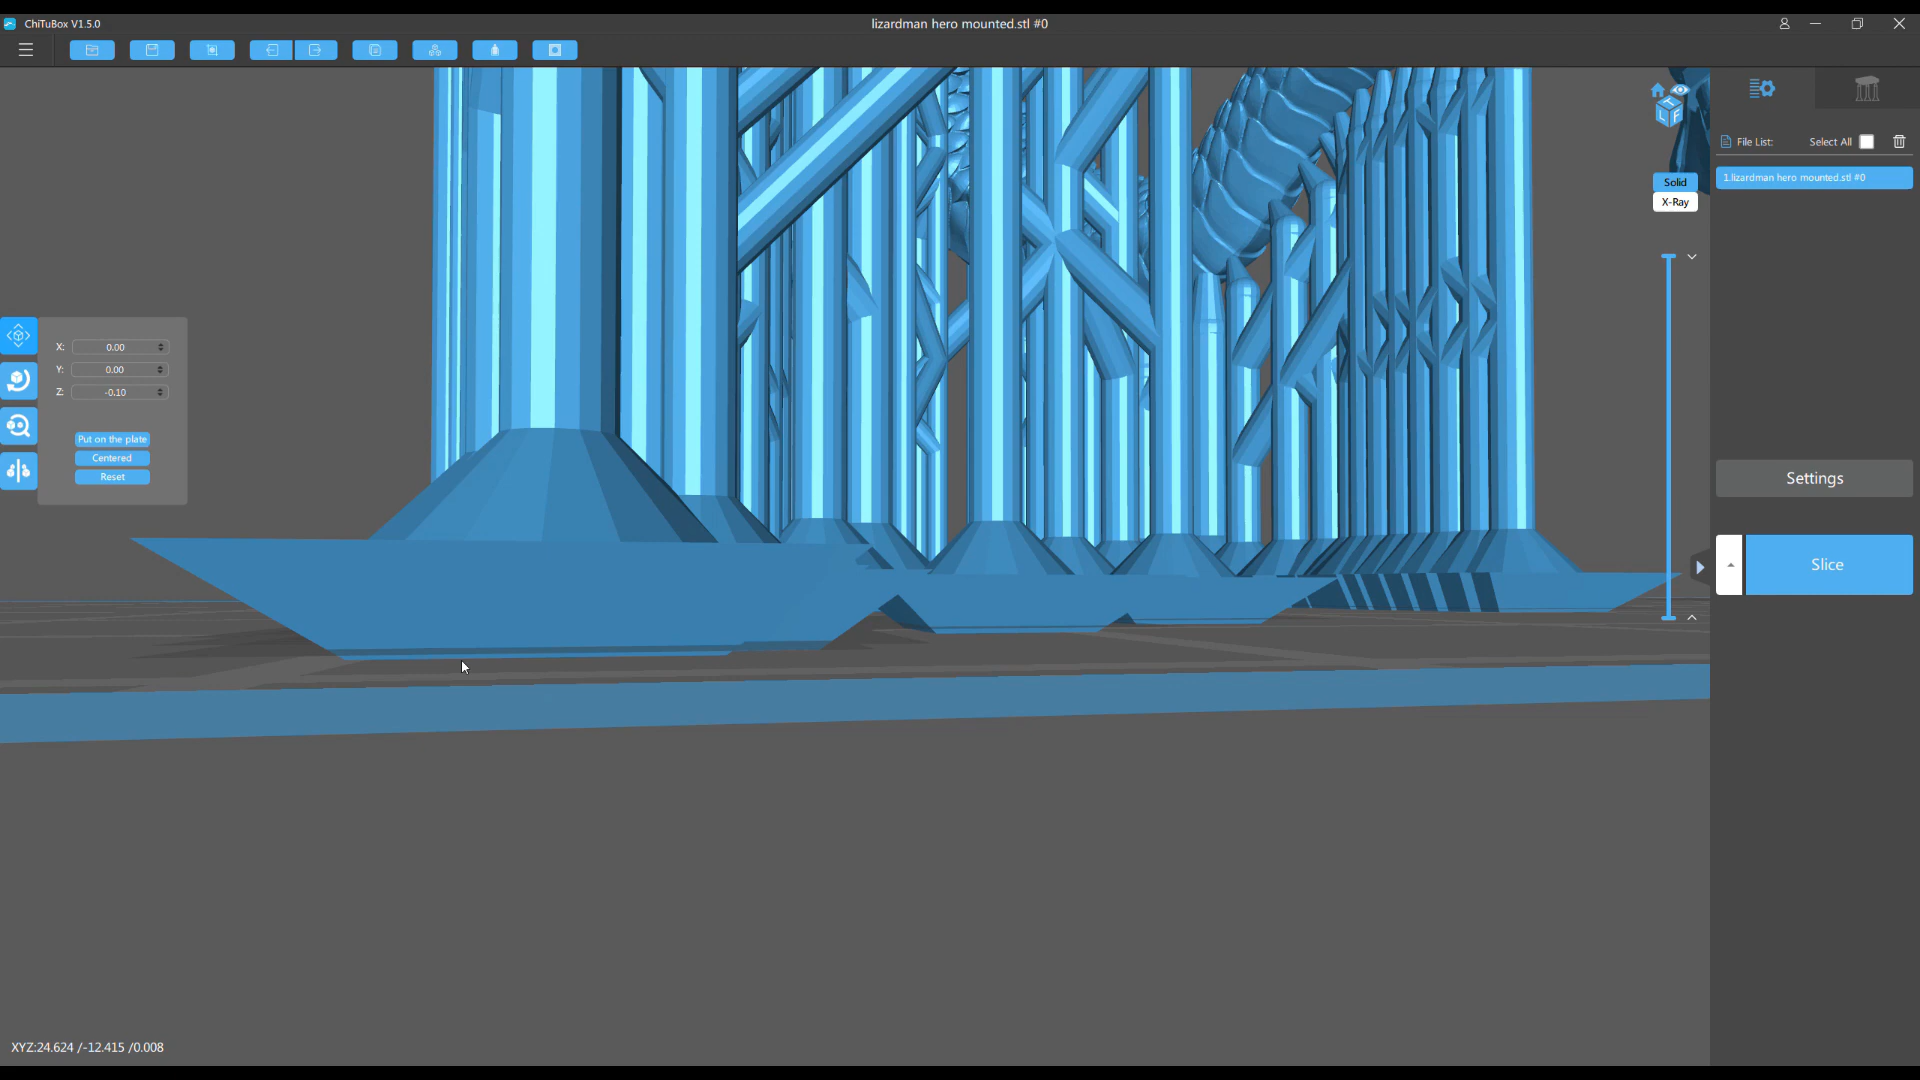 ChiTuBox V1.5.0
lizardman hero mounted.stl #0
File List:
Select All
1.lizardman hero mounted.stl #0
T
L F
Solid
X-Ray
X: 0.00
Y: 0.00
Z: -0.10
Put on the plate
Centered
Reset
Settings
Slice
XYZ:24.624 /-12.415 /0.008